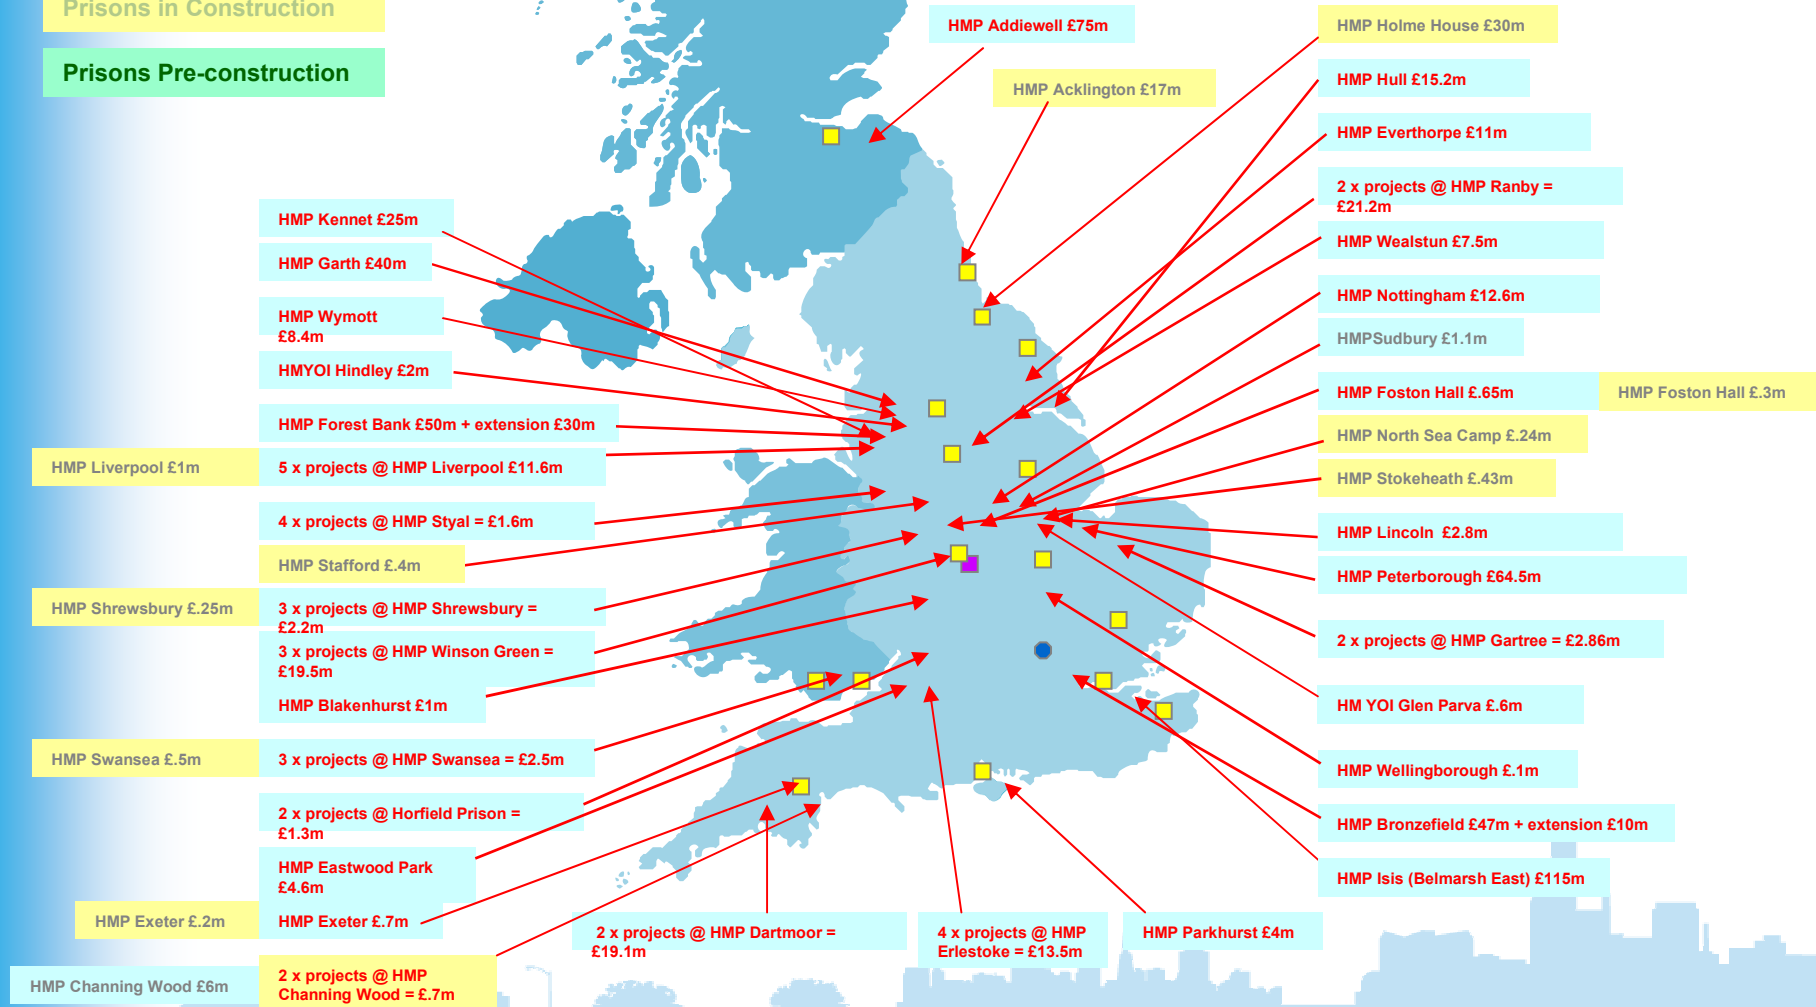 Prisons in Construction
Prisons Pre-construction
HMP Addiewell £75m
HMP Acklington £17m
HMP Holme House £30m
HMP Hull £15.2m
HMP Everthorpe £11m
2 x projects @ HMP Ranby =
£21.2m
HMP Wealstun £7.5m
HMP Nottingham £12.6m
HMPSudbury £1.1m
HMP Foston Hall £.65m
HMP Foston Hall £.3m
HMP North Sea Camp £.24m
HMP Stokeheath £.43m
HMP Lincoln £2.8m
HMP Peterborough £64.5m
2 x projects @ HMP Gartree = £2.86m
HM YOI Glen Parva £.6m
HMP Wellingborough £.1m
HMP Bronzefield £47m + extension £10m
HMP Isis (Belmarsh East) £115m
HMP Kennet £25m
HMP Garth £40m
HMP Wymott
£8.4m
HMYOI Hindley £2m
HMP Forest Bank £50m + extension £30m
HMP Liverpool £1m
5 x projects @ HMP Liverpool £11.6m
4 x projects @ HMP Styal = £1.6m
HMP Stafford £.4m
HMP Shrewsbury £.25m
3 x projects @ HMP Shrewsbury =
£2.2m
3 x projects @ HMP Winson Green =
£19.5m
HMP Blakenhurst £1m
HMP Swansea £.5m
3 x projects @ HMP Swansea = £2.5m
2 x projects @ Horfield Prison =
£1.3m
HMP Eastwood Park
£4.6m
HMP Exeter £.2m
HMP Exeter £.7m
HMP Channing Wood £6m
2 x projects @ HMP
Channing Wood = £.7m
2 x projects @ HMP Dartmoor =
£19.1m
4 x projects @ HMP
Erlestoke = £13.5m
HMP Parkhurst £4m